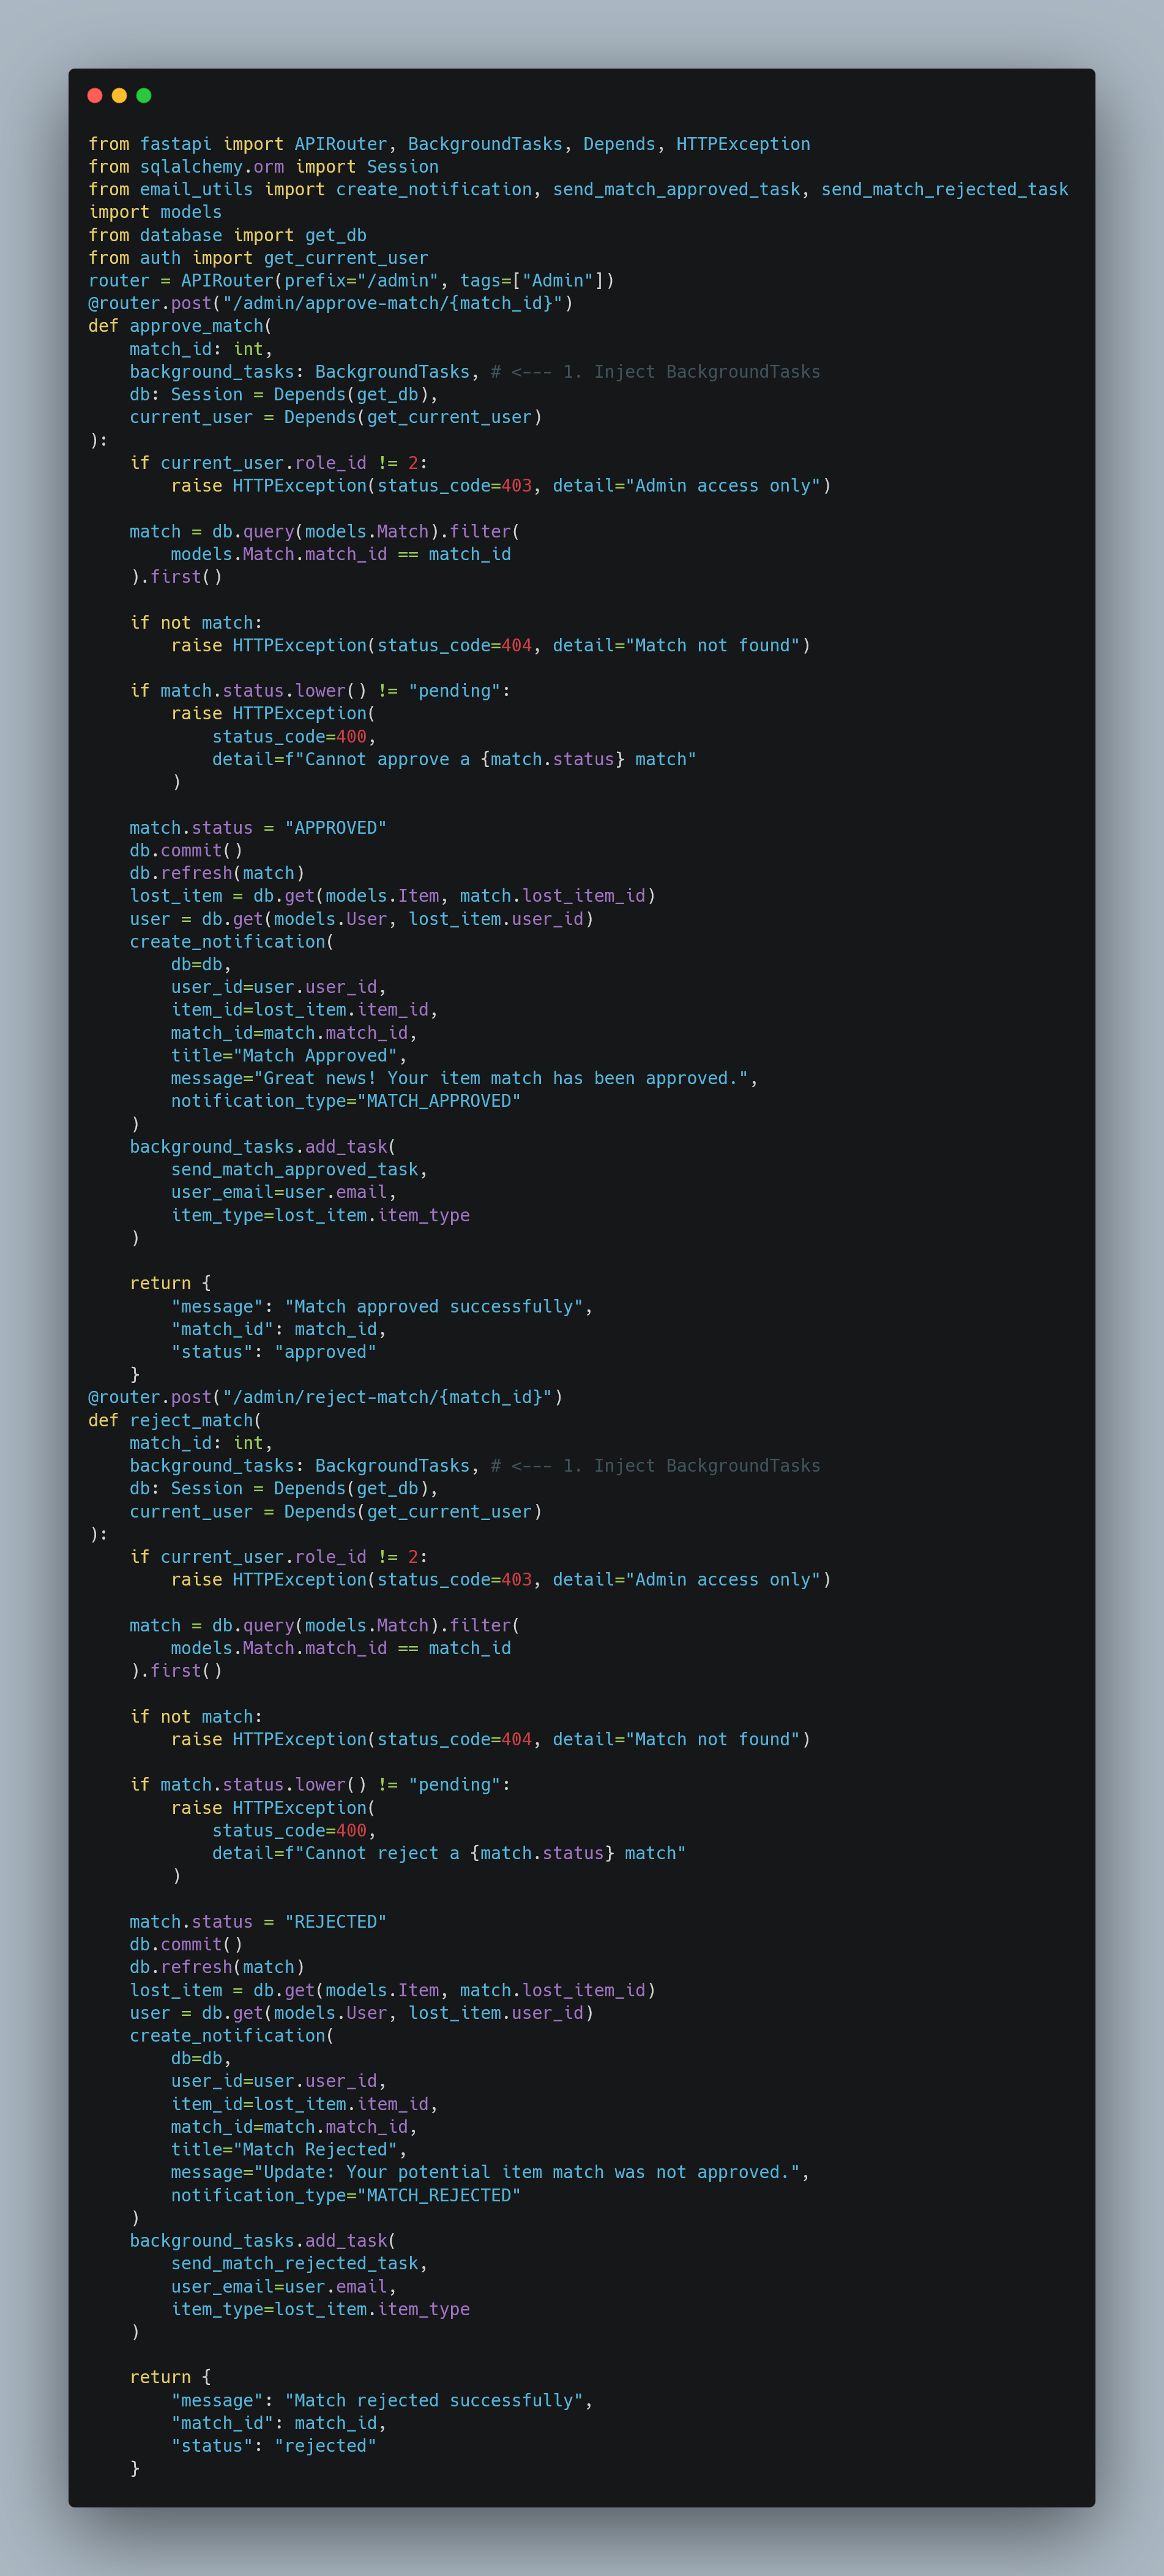 from fastapi import APIRouter, BackgroundTasks, Depends, HTTPException
from sqlalchemy.orm import Session
from email_utils import create_notification, send_match_approved_task, send_match_rejected_task
import models
from database import get_db
from auth import get_current_user
router = APIRouter(prefix="/admin", tags=["Admin"])
@router.post("/admin/approve-match/{match_id}")
def approve_match(
    match_id: int,
    background_tasks: BackgroundTasks, # <--- 1. Inject BackgroundTasks
    db: Session = Depends(get_db),
    current_user = Depends(get_current_user)
):
    if current_user.role_id != 2:
        raise HTTPException(status_code=403, detail="Admin access only")

    match = db.query(models.Match).filter(
        models.Match.match_id == match_id
    ).first()

    if not match:
        raise HTTPException(status_code=404, detail="Match not found")

    if match.status.lower() != "pending":
        raise HTTPException(
            status_code=400,
            detail=f"Cannot approve a {match.status} match"
        )

    match.status = "APPROVED"
    db.commit()
    db.refresh(match)
    lost_item = db.get(models.Item, match.lost_item_id)
    user = db.get(models.User, lost_item.user_id)
    create_notification(
        db=db,
        user_id=user.user_id,
        item_id=lost_item.item_id,
        match_id=match.match_id,
        title="Match Approved",
        message="Great news! Your item match has been approved.",
        notification_type="MATCH_APPROVED"
    )
    background_tasks.add_task(
        send_match_approved_task,
        user_email=user.email,
        item_type=lost_item.item_type
    )

    return {
        "message": "Match approved successfully",
        "match_id": match_id,
        "status": "approved"
    }
@router.post("/admin/reject-match/{match_id}")
def reject_match(
    match_id: int,
    background_tasks: BackgroundTasks, # <--- 1. Inject BackgroundTasks
    db: Session = Depends(get_db),
    current_user = Depends(get_current_user)
):
    if current_user.role_id != 2:
        raise HTTPException(status_code=403, detail="Admin access only")

    match = db.query(models.Match).filter(
        models.Match.match_id == match_id
    ).first()

    if not match:
        raise HTTPException(status_code=404, detail="Match not found")

    if match.status.lower() != "pending":
        raise HTTPException(
            status_code=400,
            detail=f"Cannot reject a {match.status} match"
        )

    match.status = "REJECTED"
    db.commit()
    db.refresh(match)
    lost_item = db.get(models.Item, match.lost_item_id)
    user = db.get(models.User, lost_item.user_id)
    create_notification(
        db=db,
        user_id=user.user_id,
        item_id=lost_item.item_id,
        match_id=match.match_id,
        title="Match Rejected",
        message="Update: Your potential item match was not approved.",
        notification_type="MATCH_REJECTED"
    )
    background_tasks.add_task(
        send_match_rejected_task,
        user_email=user.email,
        item_type=lost_item.item_type
    )

    return {
        "message": "Match rejected successfully",
        "match_id": match_id,
        "status": "rejected"
    }